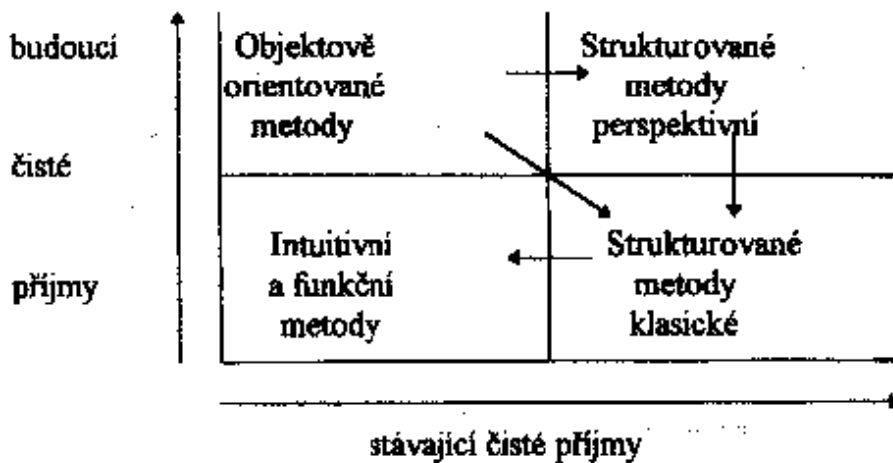 budoucí
čisté
příjmy
Objektově
orientované
metody
Strukturované
metody
perspektivní
Intuitivní
a funkční
metody
Strukturované
metody
klasické
stávající čisté příjmy